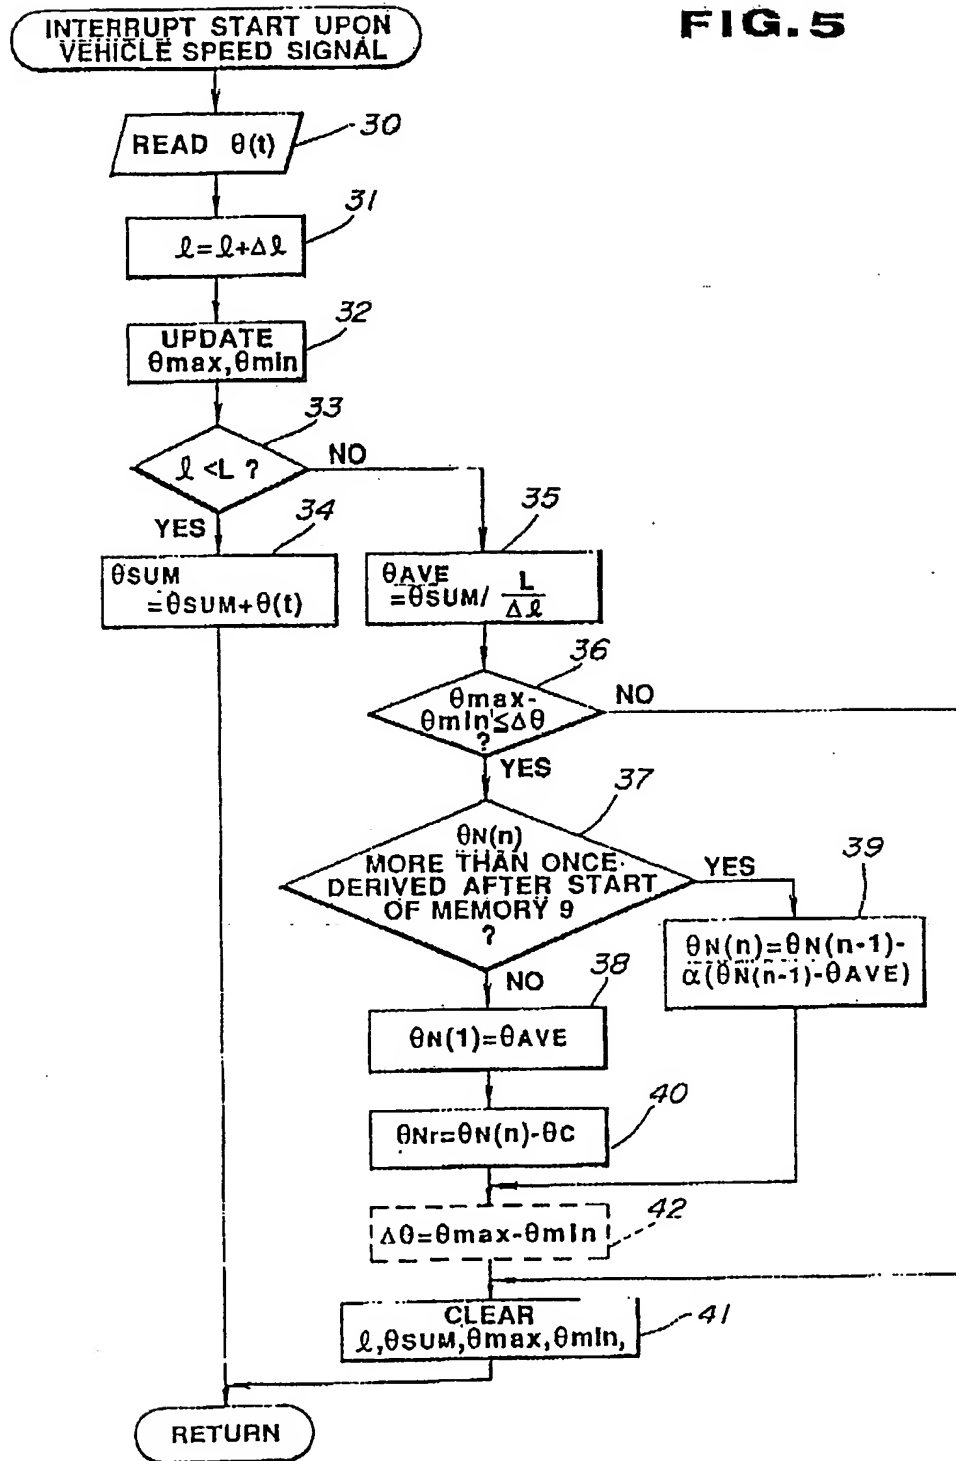 FIG.5
INTERRUPT START UPON
VEHICLE SPEED SIGNAL
READ θ(t)
30
ℓ=ℓ+Δℓ
31
UPDATE
θmax,θmin
32
ℓ <L ?
33
NO
YES
34
θSUM
=θSUM+θ(t)
35
θAVE
=θSUM/ L
Δℓ
36
θmax-
θmin≤Δθ
?
NO
YES
37
θN(n)
MORE THAN ONCE
DERIVED AFTER START
OF MEMORY 9
?
YES
39
θN(n)=θN(n-1)-
α(θN(n-1)-θAVE)
NO
38
θN(1)=θAVE
40
θNr=θN(n)-θC
42
Δθ=θmax-θmin
CLEAR
ℓ,θSUM,θmax,θmin,
41
RETURN